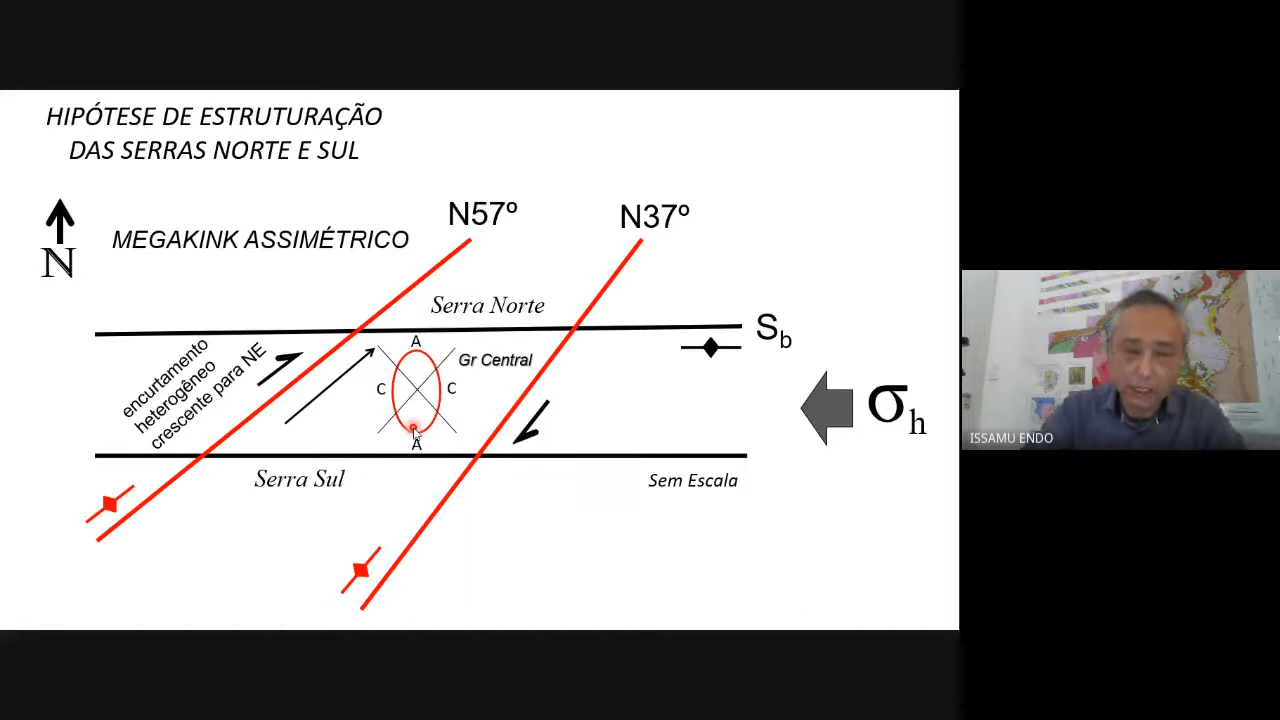 HIPÓTESE DE ESTRUTURAÇÃO
DAS SERRAS NORTE E SUL
N
MEGAKINK ASSIMÉTRICO
N57º
N37º
Serra Norte
Sb
encurtamento
heterogêneo
crescente para NE
A
C
C
A
Gr Central
σh
Serra Sul
Sem Escala
ISSAMU ENDO